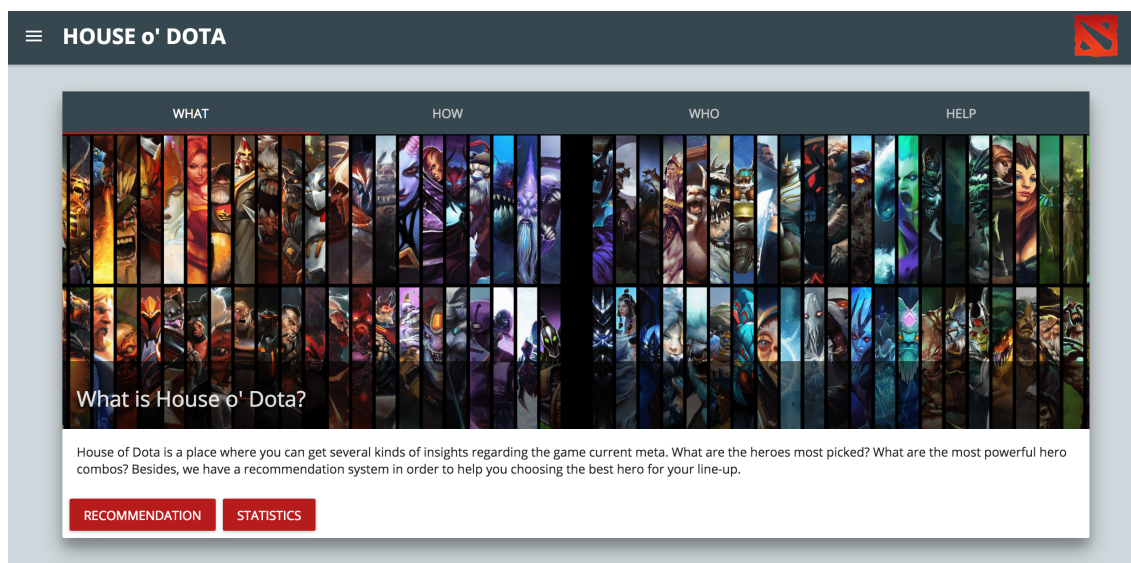 HOUSE o' DOTA
WHAT HOW WHO HELP
What is House o' Dota?
House of Dota is a place where you can get several kinds of insights regarding the game current meta. What are the heroes most picked? What are the most powerful hero
combos? Besides, we have a recommendation system in order to help you choosing the best hero for your line-up.
RECOMMENDATION STATISTICS